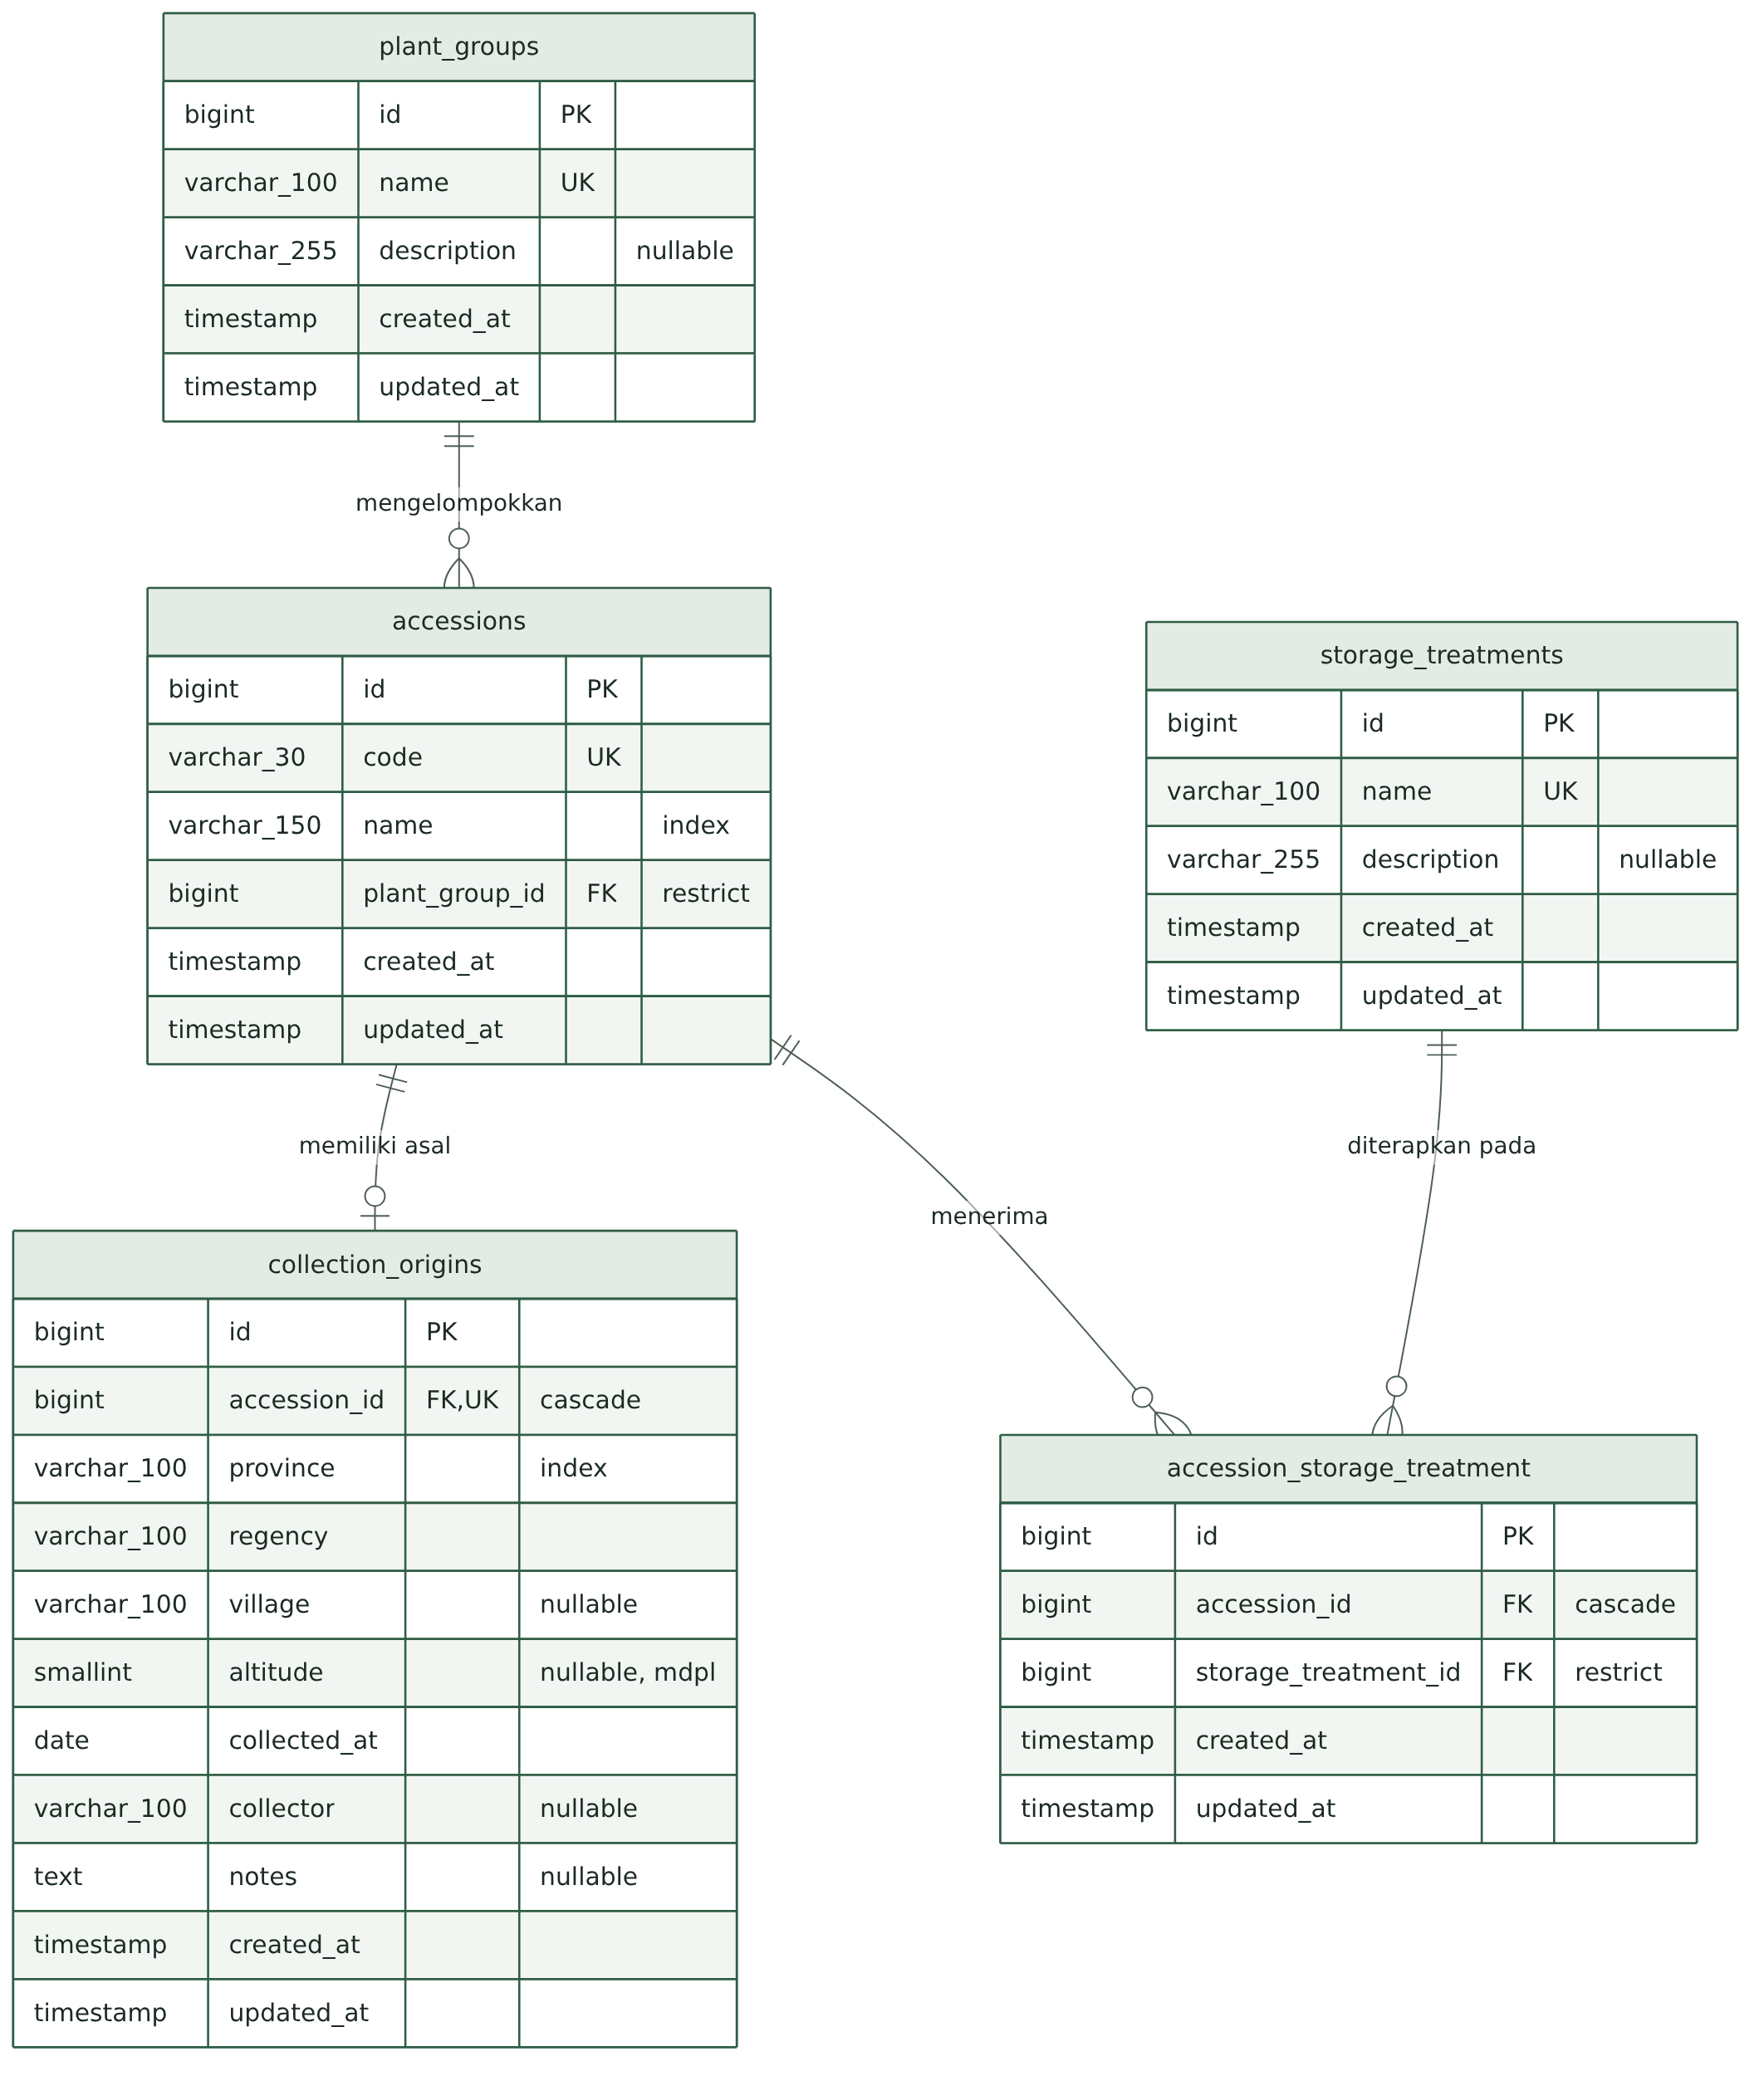 plant_groups
bigint id PK
varchar_100 name UK
varchar_255 description nullable
timestamp created_at
timestamp updated_at
mengelompokkan
accessions
bigint id PK
varchar_30 code UK
varchar_150 name index
bigint plant_group_id FK restrict
timestamp created_at
timestamp updated_at
storage_treatments
bigint id PK
varchar_100 name UK
varchar_255 description nullable
timestamp created_at
timestamp updated_at
memiliki asal
menerima
diterapkan pada
collection_origins
bigint id PK
bigint accession_id FK,UK cascade
varchar_100 province index
varchar_100 regency
varchar_100 village nullable
smallint altitude nullable, mdpl
date collected_at
varchar_100 collector nullable
text notes nullable
timestamp created_at
timestamp updated_at
accession_storage_treatment
bigint id PK
bigint accession_id FK cascade
bigint storage_treatment_id FK restrict
timestamp created_at
timestamp updated_at